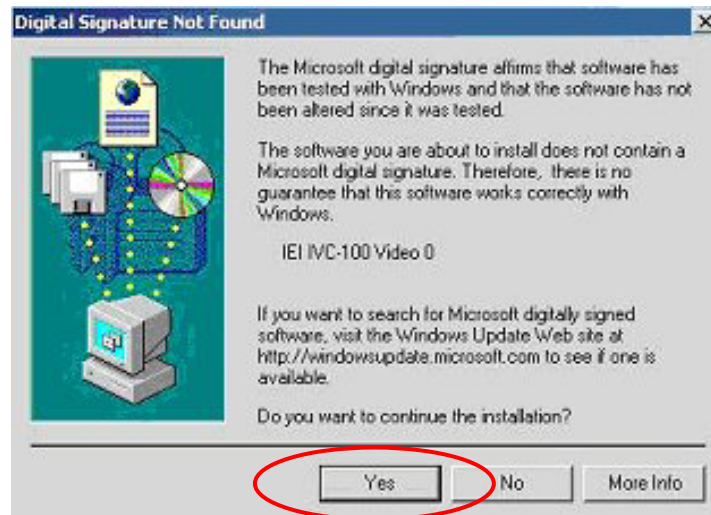 Digital Signature Not Found
The Microsoft digital signature affirms that software has
been tested with Windows and that the software has not
been altered since it was tested.
The software you are about to install does not contain a
Microsoft digital signature. Therefore, there is no
guarantee that this software works correctly with
Windows.
IEI IVC-100 Video 0
If you want to search for Microsoft digitally signed
software, visit the Windows Update Web site at
http://windowsupdate.microsoft.com to see if one is
available.
Do you want to continue the installation?
Yes
No
More Info